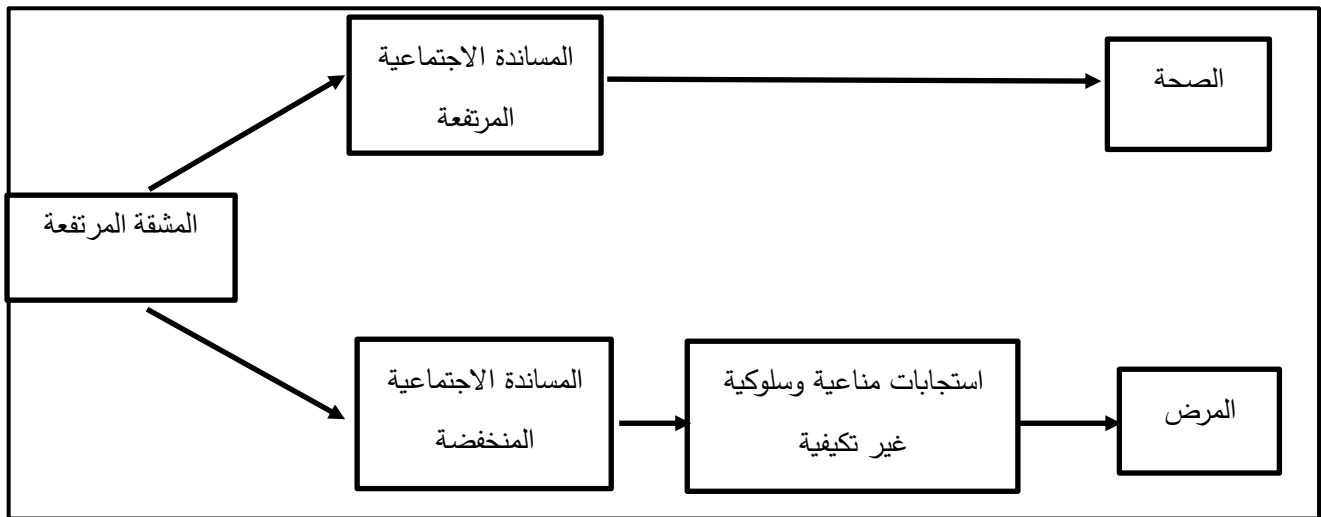 المساندة الاجتماعية
المرتفعة
الصحة
المشقة المرتفعة
المساندة الاجتماعية
المنخفضة
استجابات مناعية وسلوكية
غير تكيفية
المرض